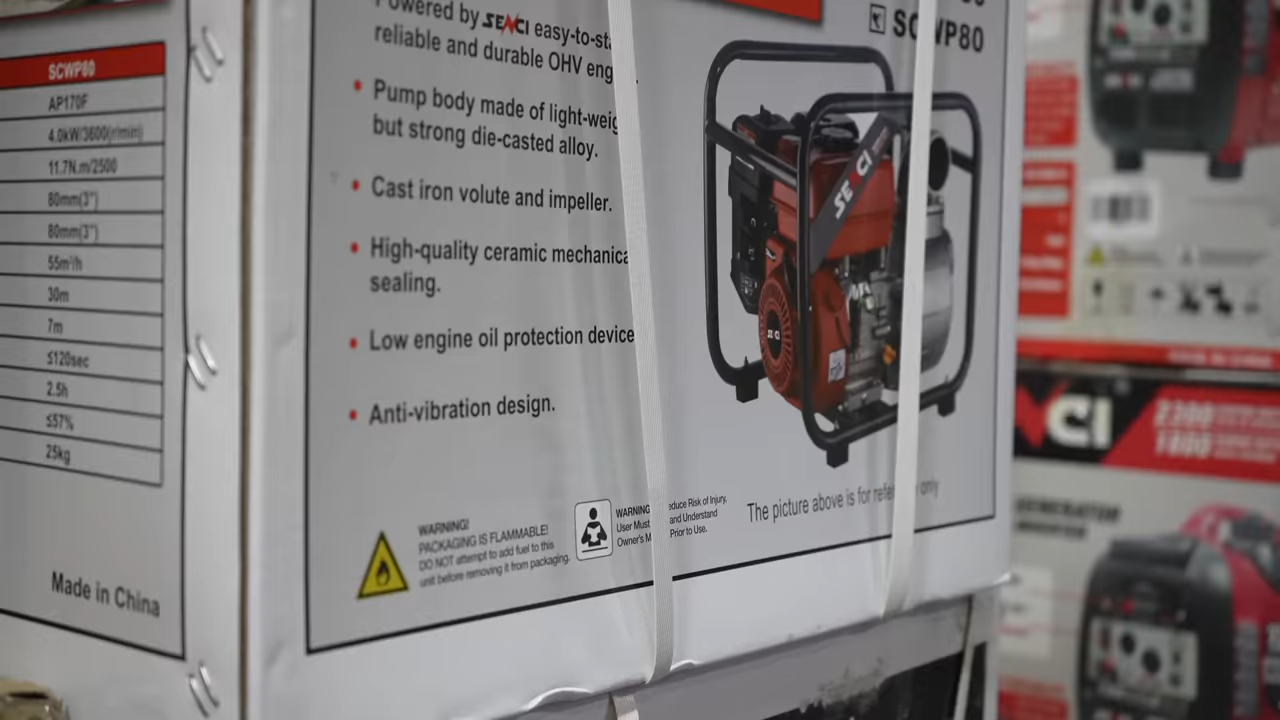 SCWP80
AP170F
4.0kW/3600(r/min)
11.7N.m/2500
80mm(3")
80mm(3")
55m³/h
30m
7m
≤120sec
2.5h
≤57%
25kg
Made in China
Powered by SENCI easy-to-sta
reliable and durable OHV eng
Pump body made of light-weig
but strong die-casted alloy.
Cast iron volute and impeller.
High-quality ceramic mechanica
sealing.
Low engine oil protection device
Anti-vibration design.
WARNING!
PACKAGING IS FLAMMABLE!
DO NOT attempt to add fuel to this
unit before removing it from packaging.
WARNING educe Risk of Injury,
User Must and Understand
Owner's M Prior to Use.
SC WP80
SENCI
SENCI
The picture above is for refe only
NCI
2200
1800
GENERATOR